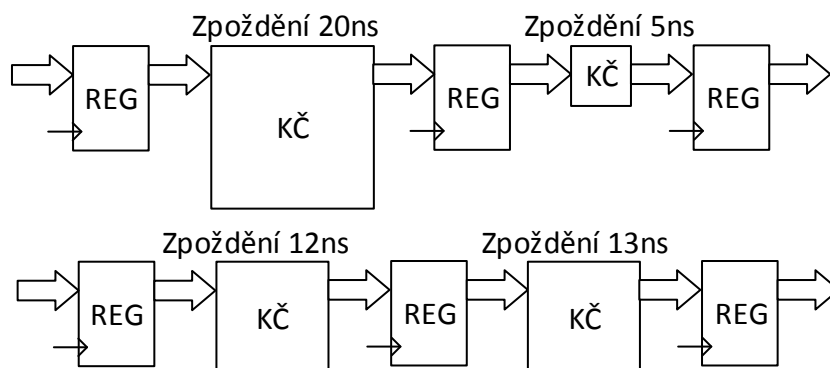 Zpoždění 20ns
Zpoždění 5ns
REG
KČ
REG
KČ
REG
Zpoždění 12ns
Zpoždění 13ns
REG
KČ
REG
KČ
REG